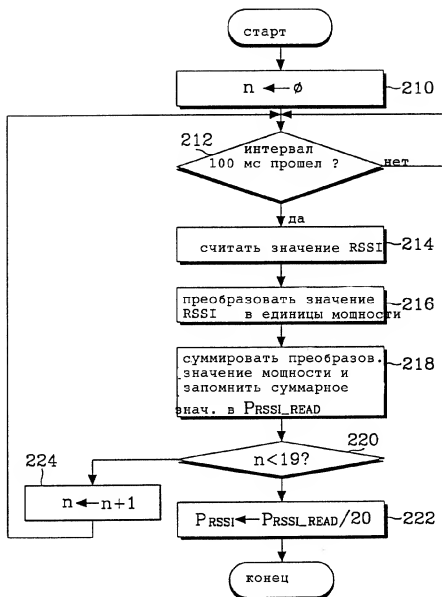 старт
n ← ø
210
212
интервал
100 мс прошел ?
нет
да
считать значение RSSI
214
преобразовать значение
RSSI в единицы мощности
216
суммировать преобразов.
значение мощности и
запомнить суммарное
знач. в PRSSI_READ
218
220
n<19?
224
n ← n+1
PRSSI ← PRSSI_READ/20
222
конец